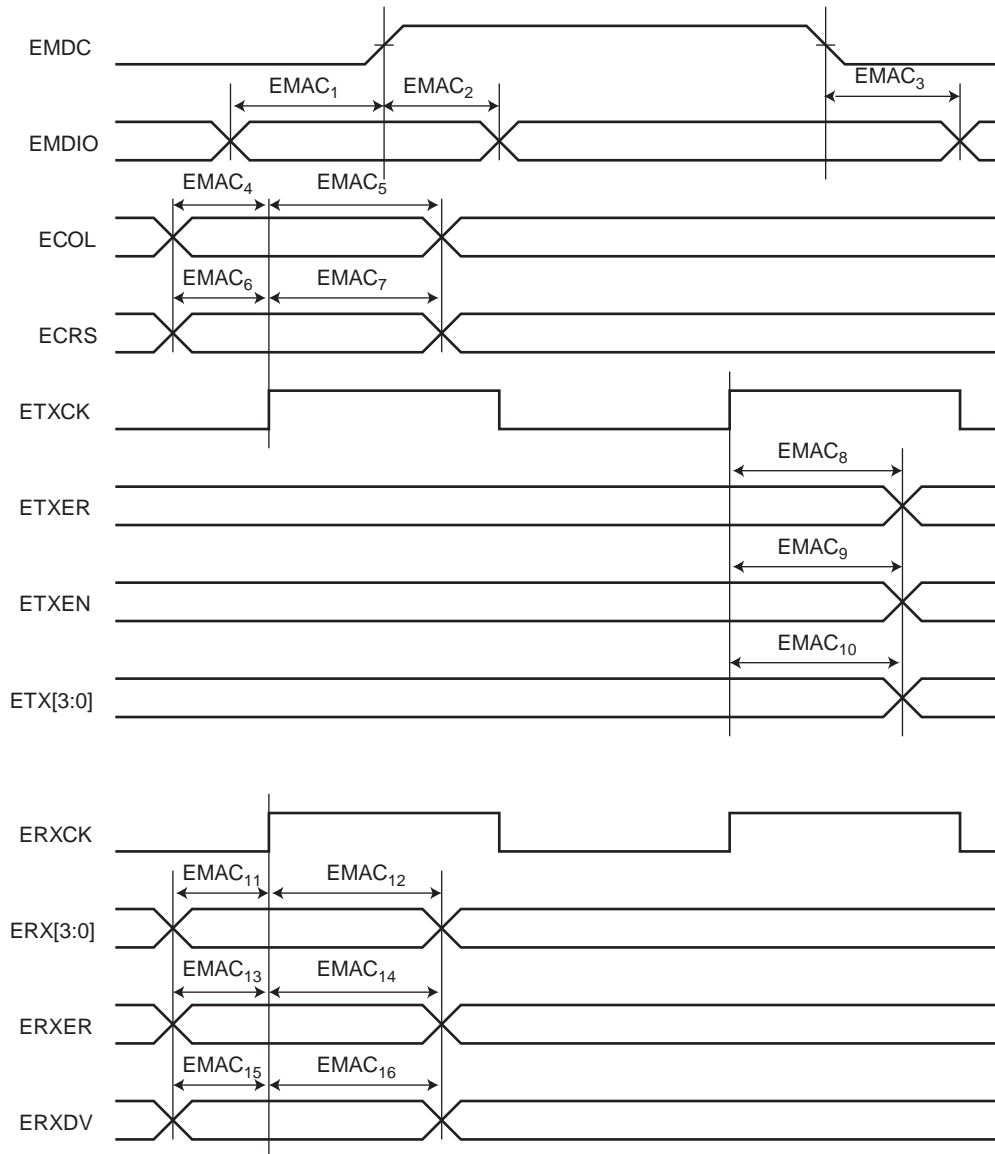 EMDC
EMAC1 EMAC2 EMAC3
EMDIO
EMAC4 EMAC5
ECOL
EMAC6 EMAC7
ECRS
ETXCK
EMAC8
ETXER
EMAC9
ETXEN
EMAC10
ETX[3:0]
ERXCK
EMAC11 EMAC12
ERX[3:0]
EMAC13 EMAC14
ERXER
EMAC15 EMAC16
ERXDV